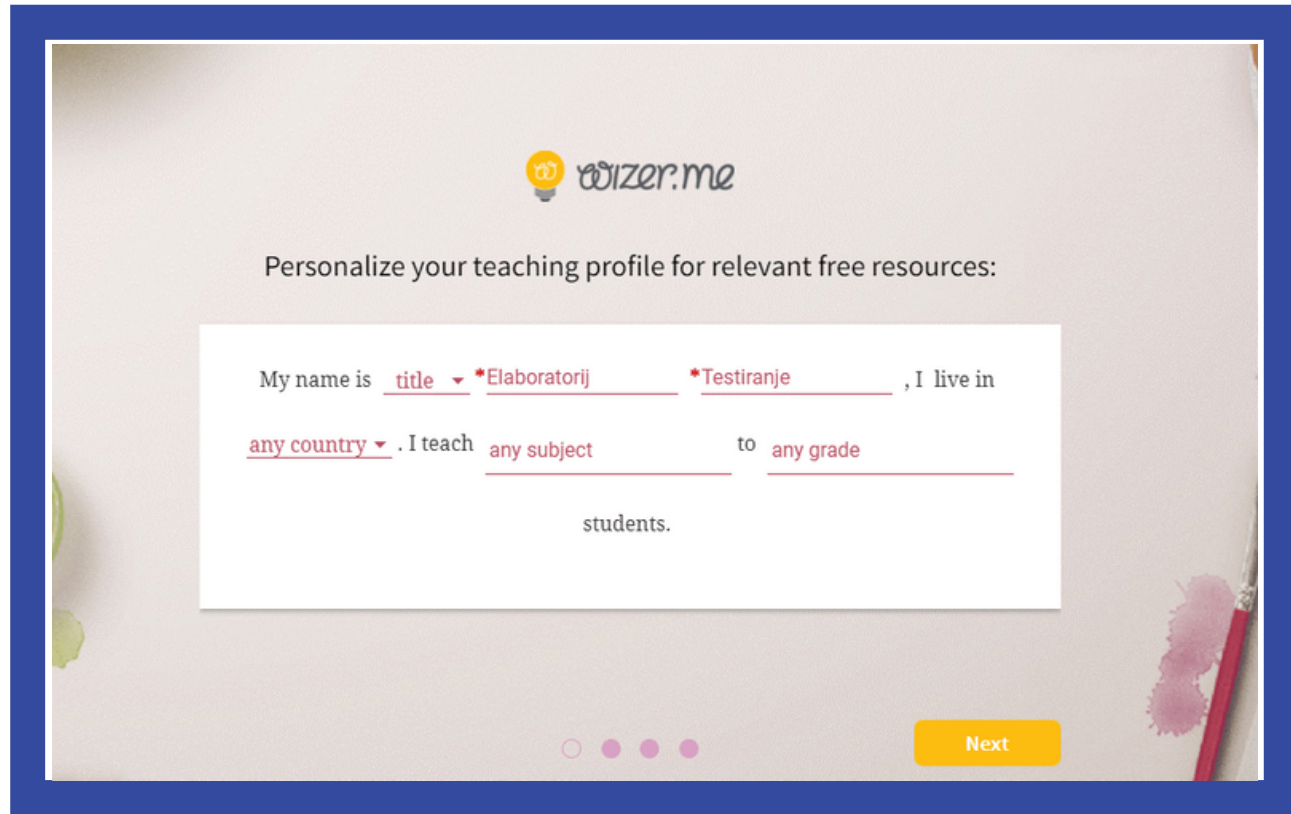 wizer.me
Personalize your teaching profile for relevant free resources:
My name is title *Elaboratorij *Testiranje , I live in
any country . I teach any subject to any grade
students.
Next